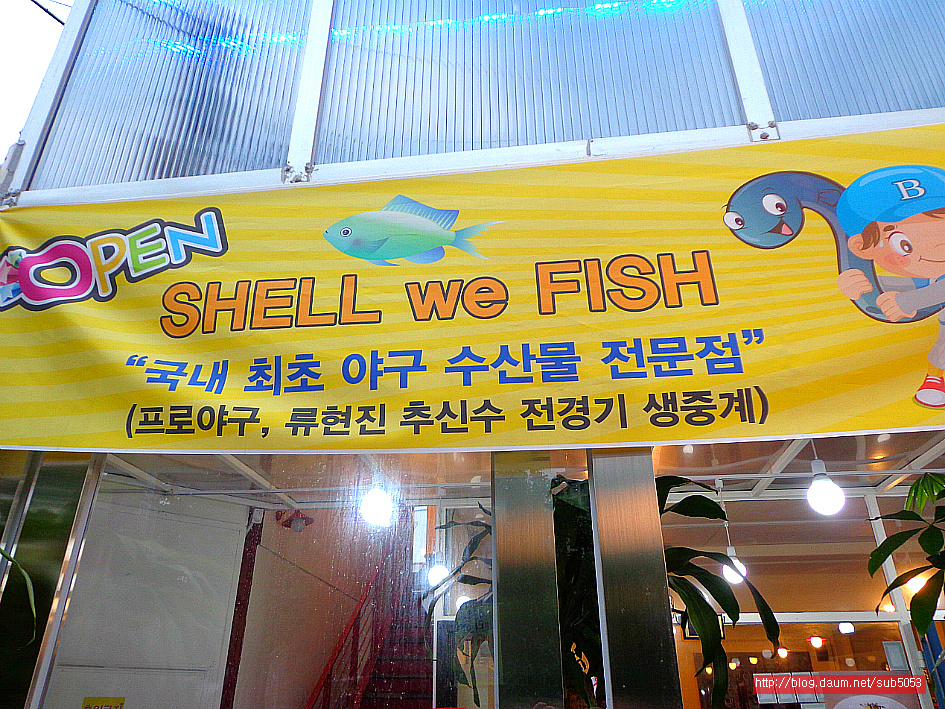 OPEN
SHELL we FISH
B
“국내 최초 야구 수산물 전문점”
(프로야구, 류현진 추신수 전경기 생중계)
http://blog.daum.net/sub5053